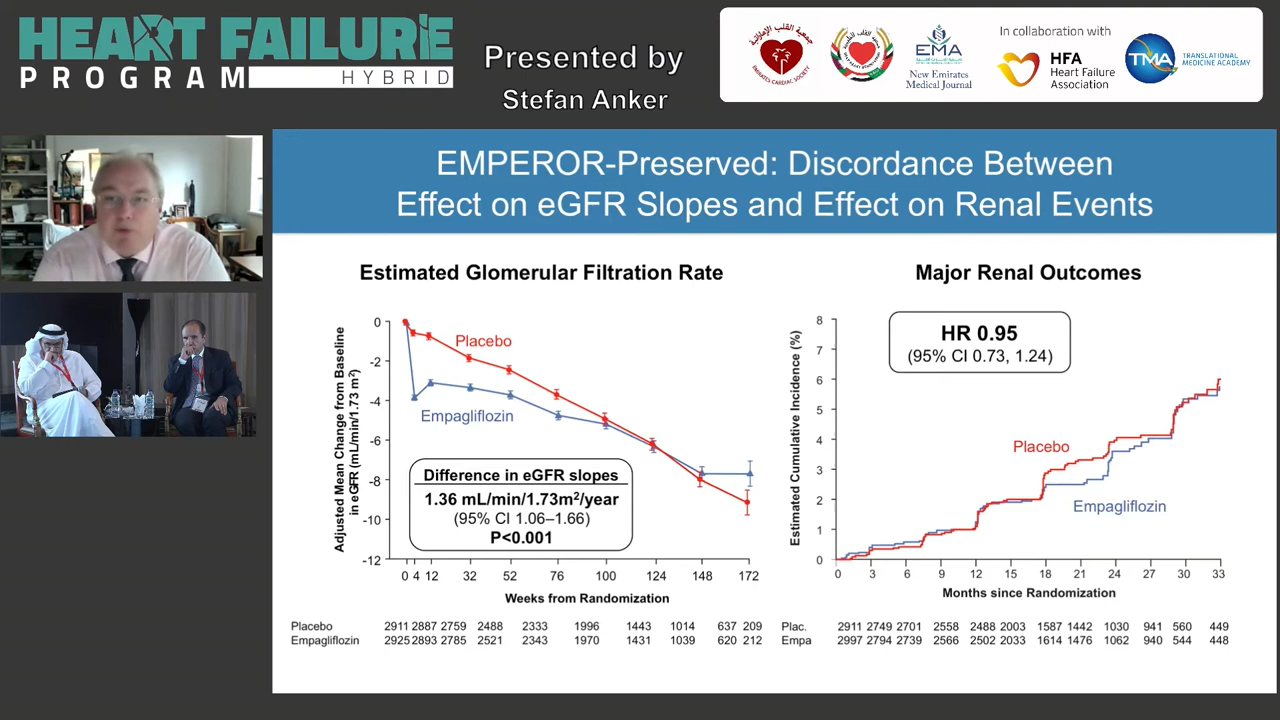 HEART FAILURE
PROGRAM HYBRID
Presented by
Stefan Anker
جمعية القلب الإماراتية
EMIRATES CARDIAC SOCIETY
EMA
New Emirates
Medical Journal
In collaboration with
HFA
Heart Failure
Association
TMA
TRANSLATIONAL
MEDICINE ACADEMY
EMPEROR-Preserved: Discordance Between
Effect on eGFR Slopes and Effect on Renal Events
Estimated Glomerular Filtration Rate
Adjusted Mean Change from Baseline
in eGFR (mL/min/1.73 m²)
0
-2
-4
-6
-8
-10
-12
Placebo
Empagliflozin
Difference in eGFR slopes
1.36 mL/min/1.73m²/year
(95% CI 1.06–1.66)
P<0.001
0 4 12 32 52 76 100 124 148 172
Weeks from Randomization
Placebo 2911 2887 2759 2488 2333 1996 1443 1014 637 209
Empagliflozin 2925 2893 2785 2521 2343 1970 1431 1039 620 212
Major Renal Outcomes
Estimated Cumulative Incidence (%)
8
7
6
5
4
3
2
1
0
HR 0.95
(95% CI 0.73, 1.24)
Placebo
Empagliflozin
0 3 6 9 12 15 18 21 24 27 30 33
Months since Randomization
Plac. 2911 2749 2701 2558 2488 2003 1587 1442 1030 941 560 449
Empa 2997 2794 2739 2566 2502 2033 1614 1476 1062 940 544 448